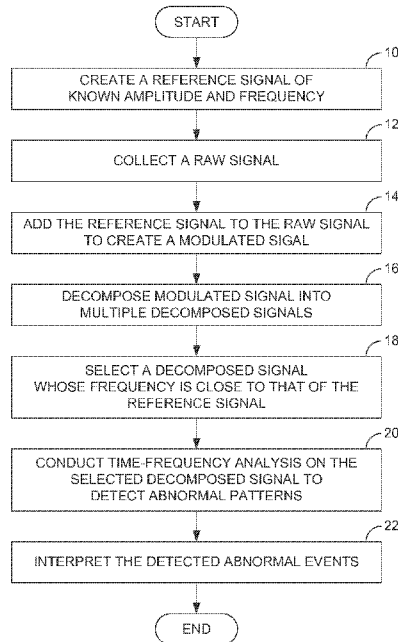 START
10
CREATE A REFERENCE SIGNAL OF
KNOWN AMPLITUDE AND FREQUENCY
12
COLLECT A RAW SIGNAL
14
ADD THE REFERENCE SIGNAL TO THE RAW SIGNAL
TO CREATE A MODULATED SIGAL
16
DECOMPOSE MODULATED SIGNAL INTO
MULTIPLE DECOMPOSED SIGNALS
18
SELECT A DECOMPOSED SIGNAL
WHOSE FREQUENCY IS CLOSE TO THAT OF THE
REFERENCE SIGNAL
20
CONDUCT TIME-FREQUENCY ANALYSIS ON THE
SELECTED DECOMPOSED SIGNAL TO
DETECT ABNORMAL PATTERNS
22
INTERPRET THE DETECTED ABNORMAL EVENTS
END